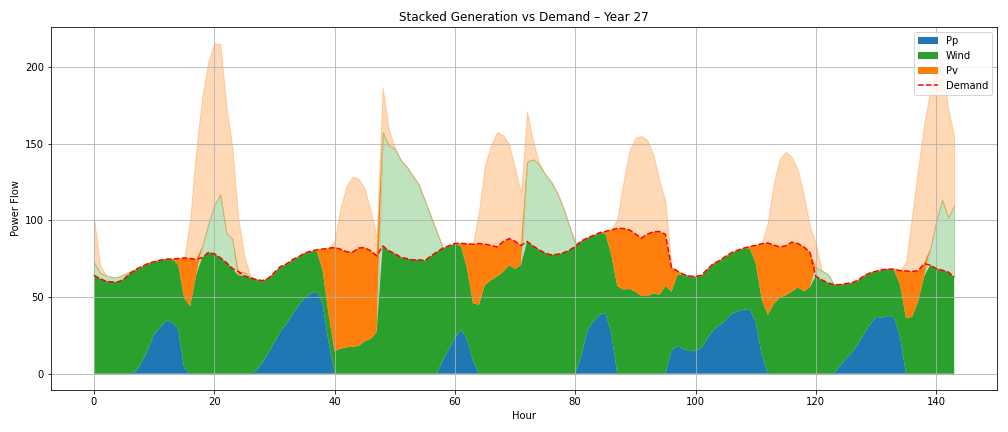 Stacked Generation vs Demand – Year 27
Pp
Wind
Pv
Demand
Power Flow
200
150
100
50
0
0 20 40 60 80 100 120 140
Hour